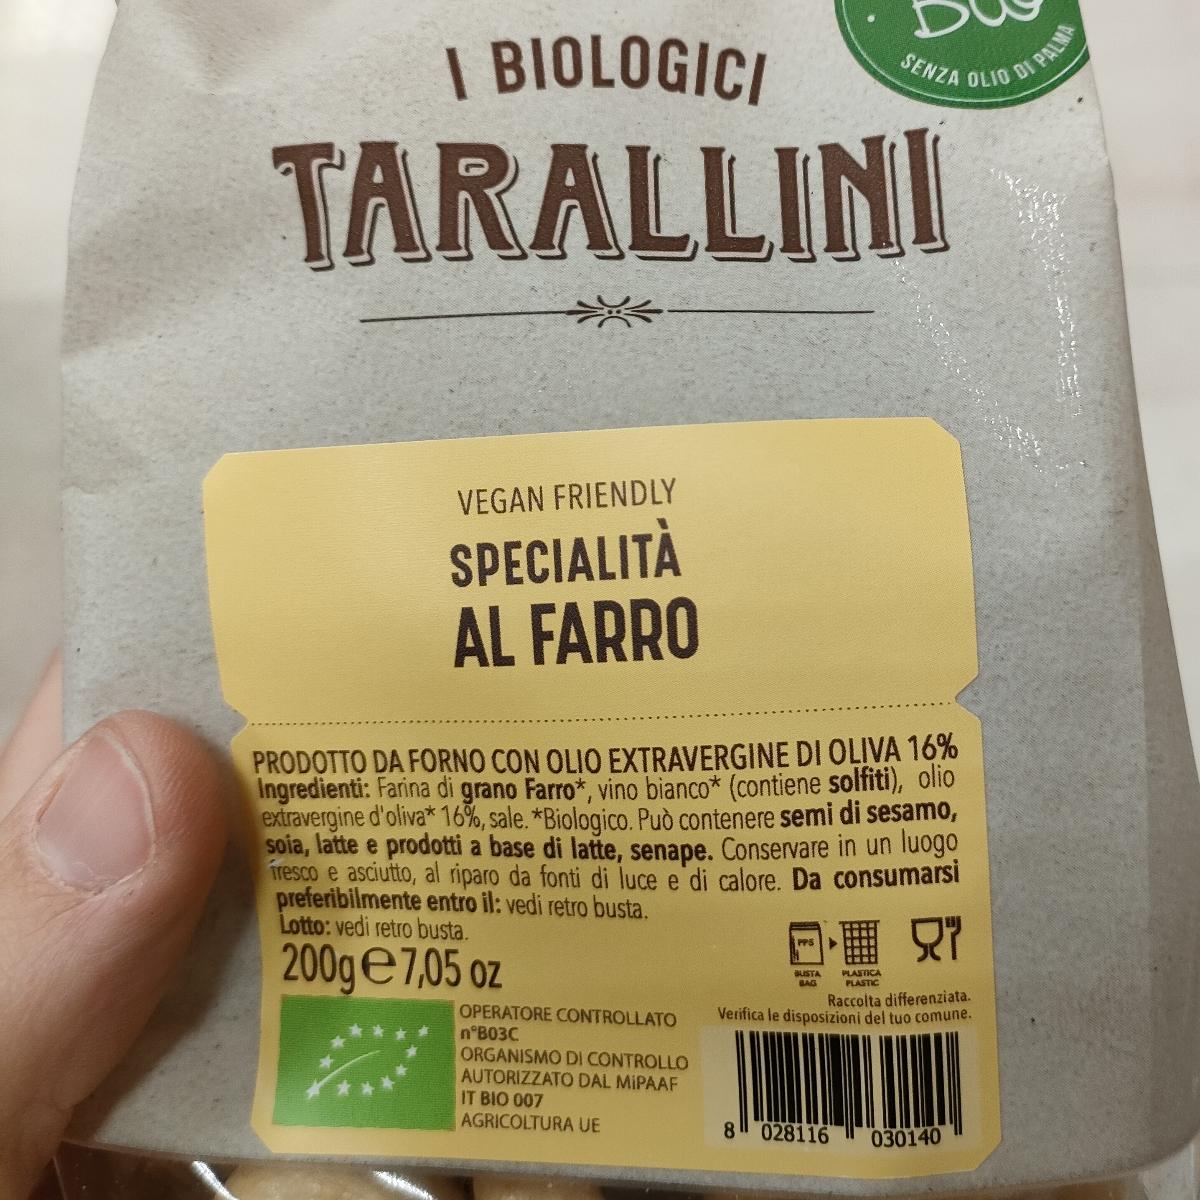 BIO
SENZA OLIO DI PALMA
I BIOLOGICI
TARALLINI
VEGAN FRIENDLY
SPECIALITÀ
AL FARRO
PRODOTTO DA FORNO CON OLIO EXTRAVERGINE DI OLIVA 16%
Ingredienti: Farina di grano Farro*, vino bianco* (contiene solfiti), olio
extravergine d'oliva* 16%, sale. *Biologico. Può contenere semi di sesamo,
soia, latte e prodotti a base di latte, senape. Conservare in un luogo
fresco e asciutto, al riparo da fonti di luce e di calore. Da consumarsi
preferibilmente entro il: vedi retro busta.
Lotto: vedi retro busta.
200g e 7,05 oz
PPS
BUSTA
BAG
PLASTICA
PLASTIC
Raccolta differenziata.
Verifica le disposizioni del tuo comune.
OPERATORE CONTROLLATO
n°B03C
ORGANISMO DI CONTROLLO
AUTORIZZATO DAL MiPAAF
IT BIO 007
AGRICOLTURA UE
8 028116 030140